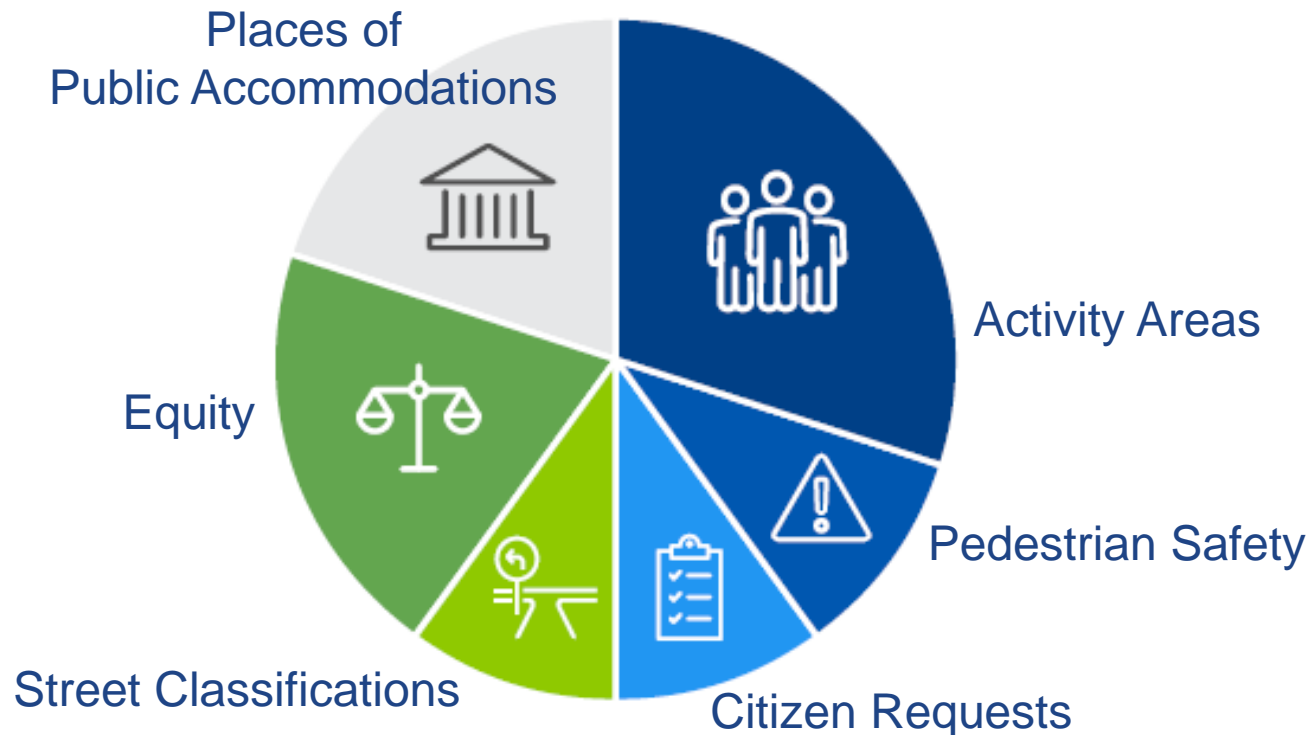 Places of
Public Accommodations
Activity Areas
Equity
Pedestrian Safety
Street Classifications
Citizen Requests